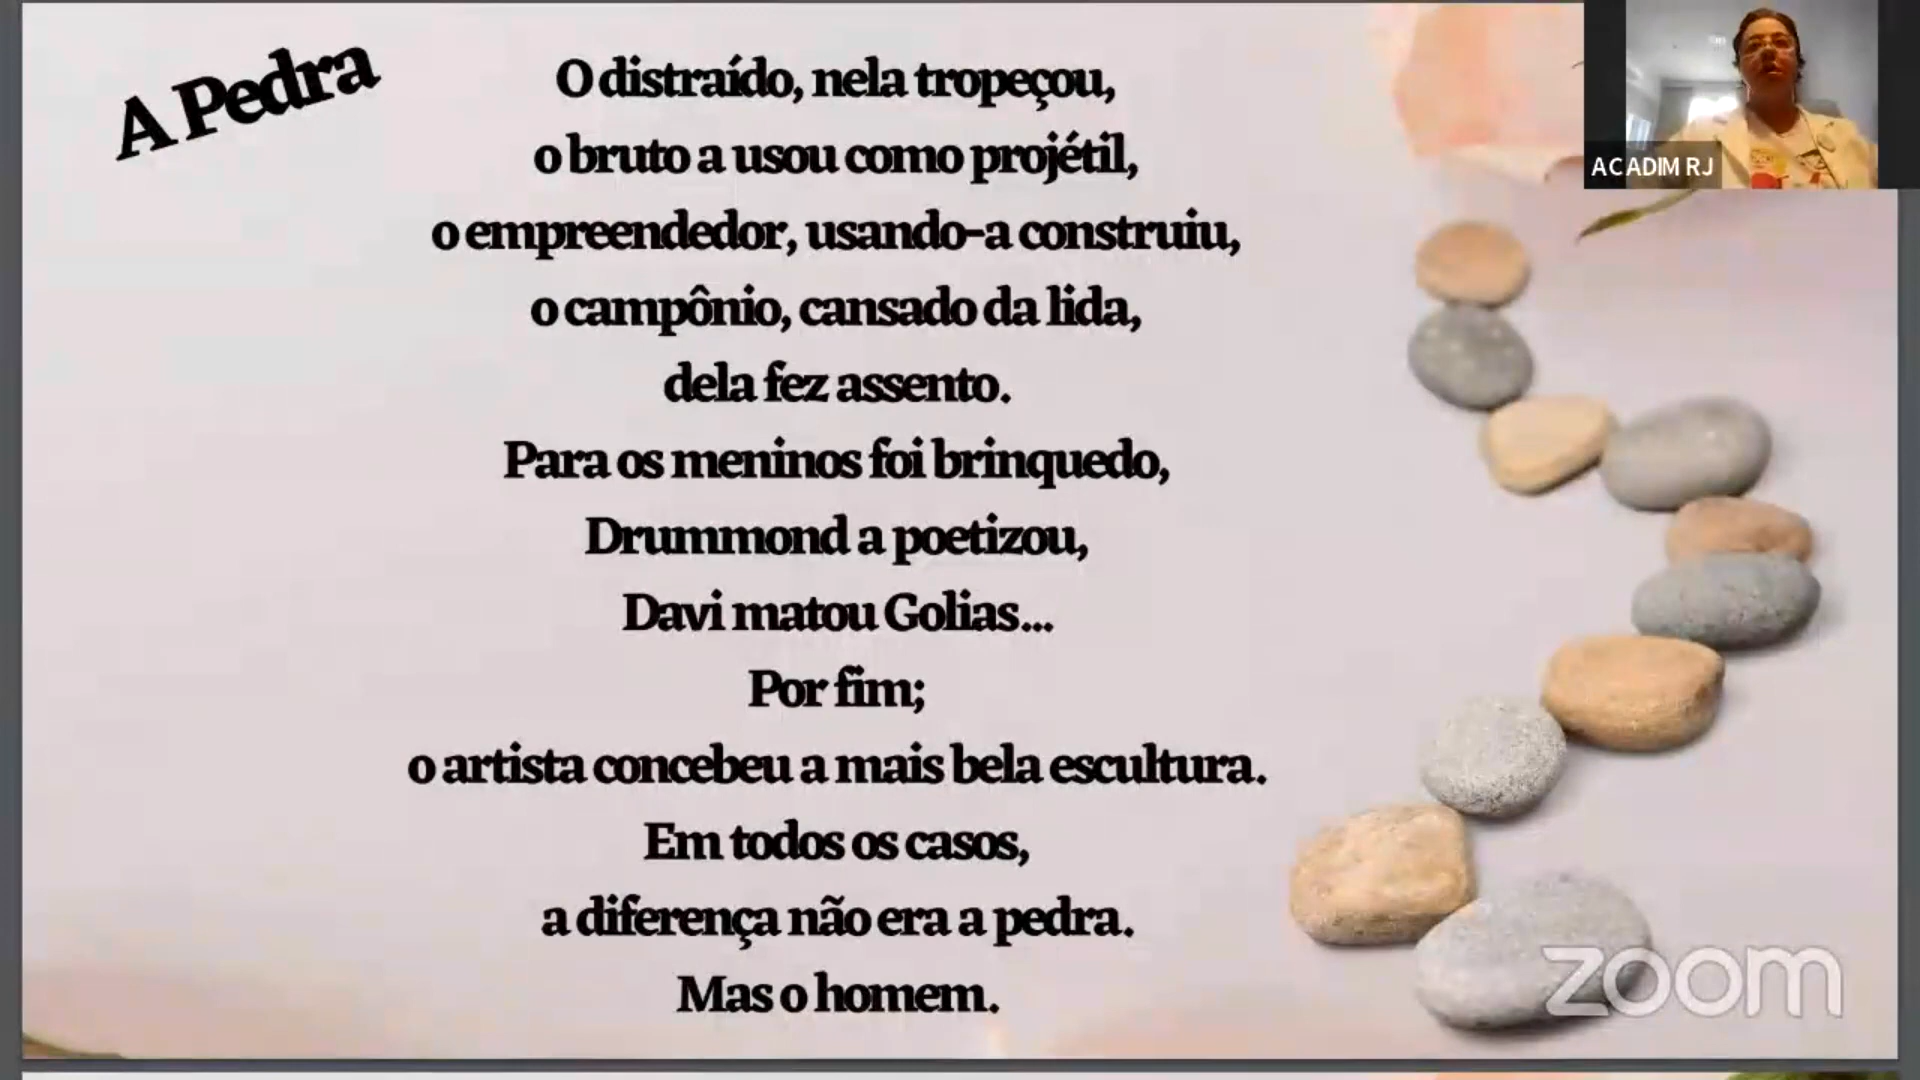 A Pedra
O distraído, nela tropeçou,
o bruto a usou como projétil,
o empreendedor, usando-a construiu,
o campônio, cansado da lida,
dela fez assento.
Para os meninos foi brinquedo,
Drummond a poetizou,
Davi matou Golias...
Por fim;
o artista concebeu a mais bela escultura.
Em todos os casos,
a diferença não era a pedra.
Mas o homem.
ACADIM RJ
zoom